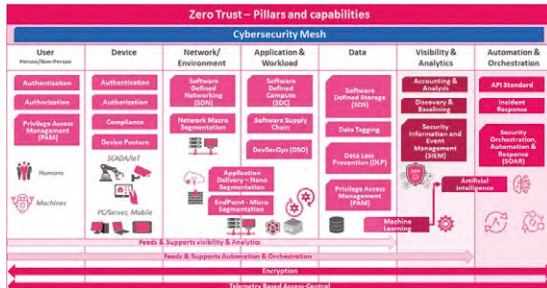 Zero Trust – Pillars and capabilities
Cybersecurity Mesh
User
Person/Non-Person
Authentication
Authorization
Privilege Access
Management
(PAM)
Humans
Machines
Device
Authentication
Authorization
Compliance
Device Posture
SCADA/IoT
PC/Server, Mobile
Network/
Environment
Software
Defined
Networking
(SDN)
Network Macro
Segmentation
Application &
Workload
Software
Defined
Compute (SDC)
Software Supply
Chain
DevSecOps (DSO)
Application
Delivery - Nano
Segmentation
EndPoint - Micro
Segmentation
Data
Software
Defined Storage
(SDS)
Data Tagging
Data Loss
Prevention (DLP)
Privilege Access
Management
(PAM)
Visibility &
Analytics
Accounting &
Analysis
Discovery &
Baselining
Security
Information and
Event
Management
(SIEM)
Machine
Learning
Automation &
Orchestration
API Standard
Incident
Response
Security
Orchestration,
Automation &
Response
(SOAR)
Artificial
Intelligence
Feeds & Supports visibility & Analytics
Feeds & Supports Automation & Orchestration
Encryption
Telemetry Based Access-Control